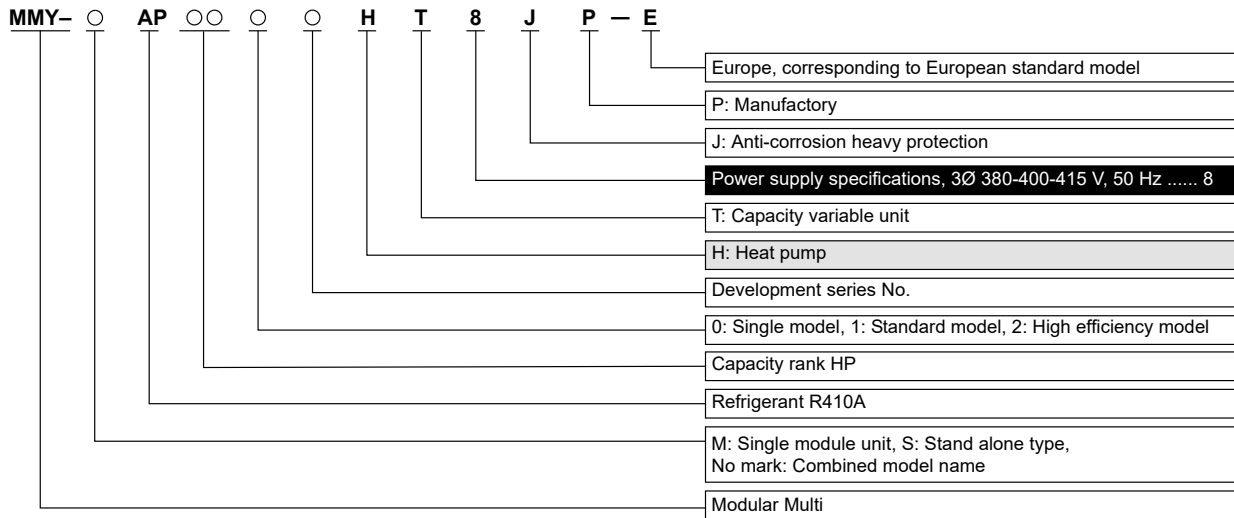 MMY– ○ AP ○○ ○ ○ H T 8 J P — E
Europe, corresponding to European standard model
P: Manufactory
J: Anti-corrosion heavy protection
Power supply specifications, 3Ø 380-400-415 V, 50 Hz ...... 8
T: Capacity variable unit
H: Heat pump
Development series No.
0: Single model, 1: Standard model, 2: High efficiency model
Capacity rank HP
Refrigerant R410A
M: Single module unit, S: Stand alone type,
No mark: Combined model name
Modular Multi